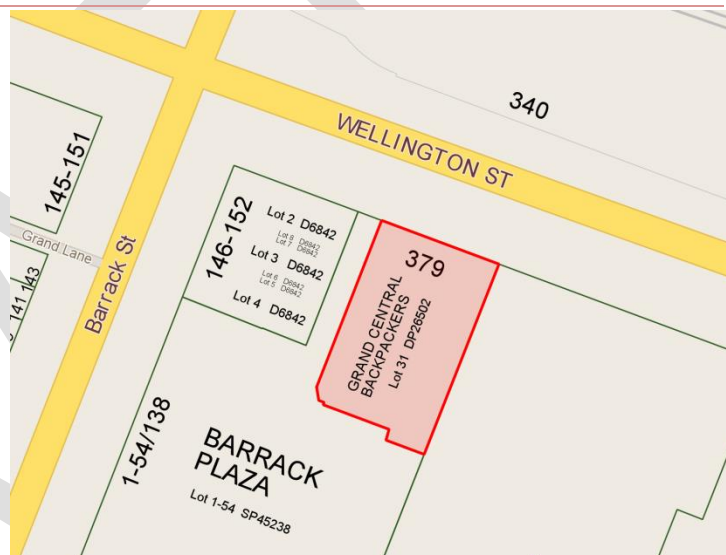 340
WELLINGTON ST
145-151
Grand Lane
141 143
Barrack St
146-152
Lot 2 D6842
Lot 8 D6842
Lot 7 D6842
Lot 3 D6842
Lot 6 D6842
Lot 5 D6842
Lot 4 D6842
379
GRAND CENTRAL
BACKPACKERS
Lot 31 DP26502
1-54/138
BARRACK
PLAZA
Lot 1-54 SP45238